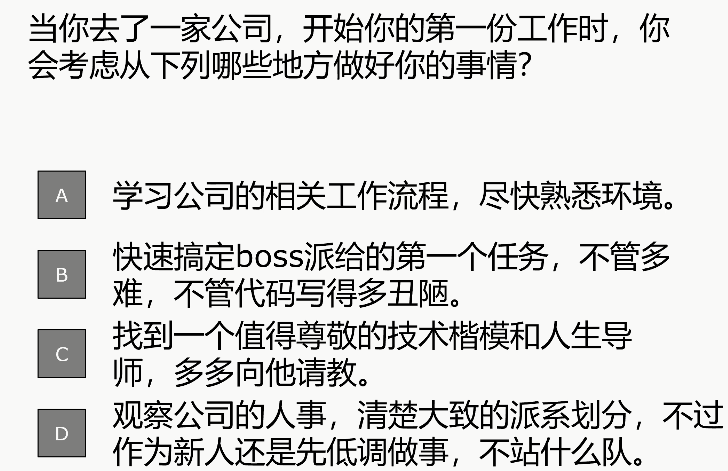 当你去了一家公司，开始你的第一份工作时，你
会考虑从下列哪些地方做好你的事情？
A
学习公司的相关工作流程，尽快熟悉环境。
B
快速搞定boss派给的第一个任务，不管多
难，不管代码写得多丑陋。
C
找到一个值得尊敬的技术楷模和人生导
师，多多向他请教。
D
观察公司的人事，清楚大致的派系划分，不过
作为新人还是先低调做事，不站什么队。